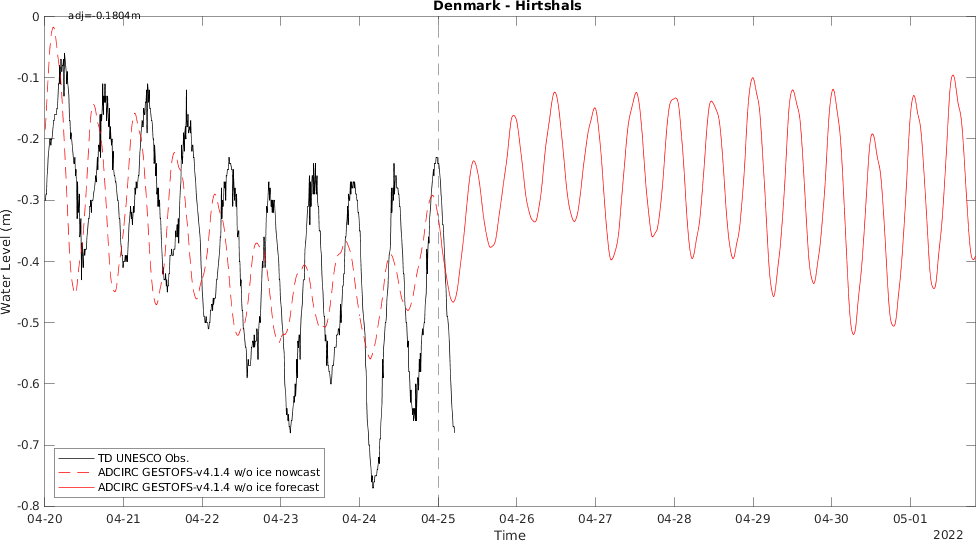 Denmark - Hirtshals
adj=-0.1804m
0
-0.1
-0.2
-0.3
-0.4
-0.5
-0.6
-0.7
-0.8
Water Level (m)
TD UNESCO Obs.
ADCIRC GESTOFS-v4.1.4 w/o ice nowcast
ADCIRC GESTOFS-v4.1.4 w/o ice forecast
04-20 04-21 04-22 04-23 04-24 04-25 04-26 04-27 04-28 04-29 04-30 05-01
Time
2022